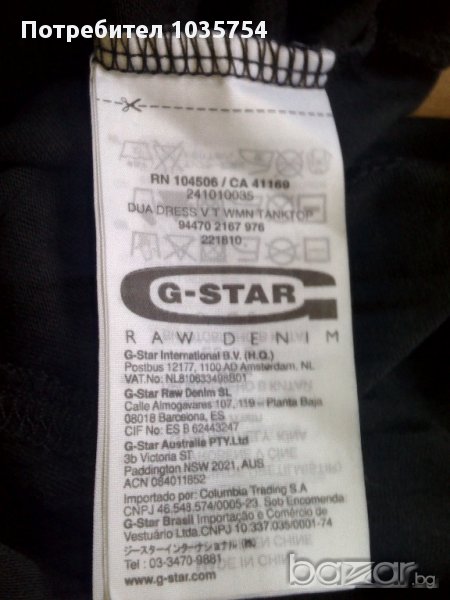 Потребител 1035754
RN 104506 / CA 41169
241010035
DUA DRESS V T WMN TANKTOP
94470 2167 976
221810
G-STAR
RAW DENIM
G-Star International B.V. (H.Q.)
Postbus 12177, 1100 AD Amsterdam, NL
VAT.No: NL810633498B01
G-Star Raw Denim SL
Calle Almogavares 107, 119 – Planta Baja
08018 Barcelona, ES
CIF No: ES B 62443247
G-Star Australie PTY.Ltd
3b Victoria ST
Paddington NSW 2021, AUS
ACN 084011852
Importado por: Columbia Trading S.A
CNPJ 46.548.574/0005-23. Sob Encomenda
G-Star Brasil Importação e Comércio de
Vestuário Ltda.CNPJ 10.337.035/0001-74
ジースターインターナショナル (株)
Tel: 03-3470-9881
www.g-star.com
bazar.bg